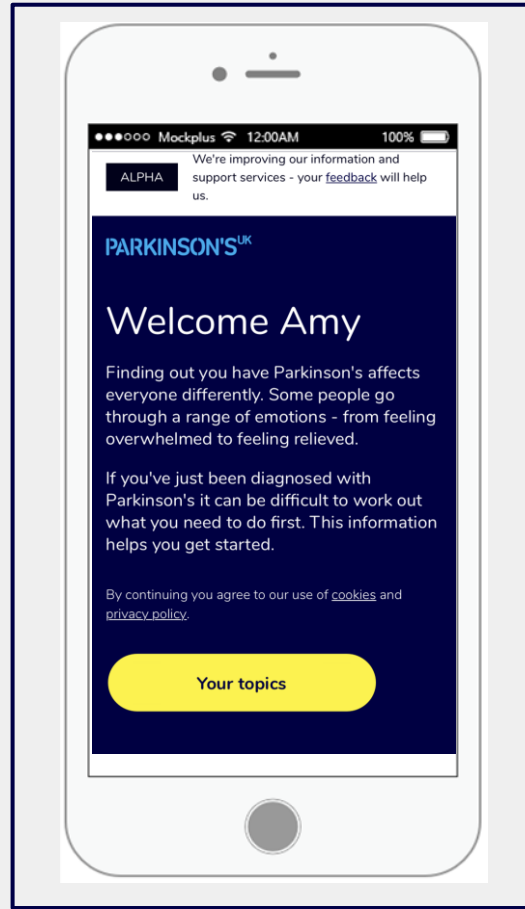 Mockplus 12:00AM 100%
We're improving our information and
ALPHA support services - your feedback will help
us.
PARKINSON'S UK
Welcome Amy
Finding out you have Parkinson's affects
everyone differently. Some people go
through a range of emotions - from feeling
overwhelmed to feeling relieved.
If you've just been diagnosed with
Parkinson's it can be difficult to work out
what you need to do first. This information
helps you get started.
By continuing you agree to our use of cookies and
privacy policy.
Your topics